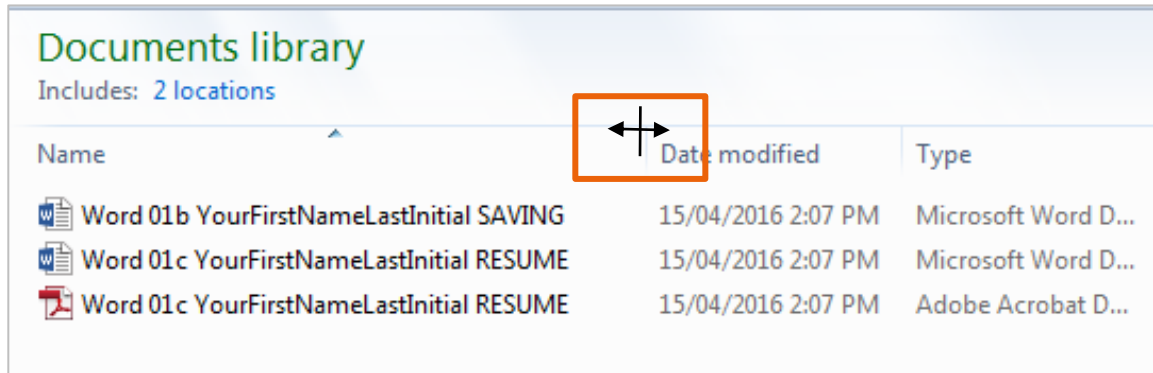 Documents library
Includes: 2 locations
Name Date modified Type
Word 01b YourFirstNameLastInitial SAVING 15/04/2016 2:07 PM Microsoft Word D...
Word 01c YourFirstNameLastInitial RESUME 15/04/2016 2:07 PM Microsoft Word D...
Word 01c YourFirstNameLastInitial RESUME 15/04/2016 2:07 PM Adobe Acrobat D...